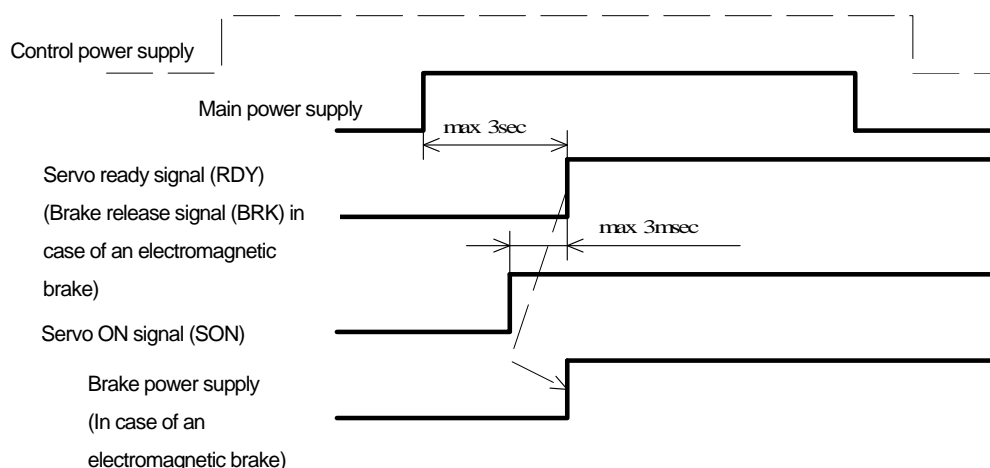 Control power supply
Main power supply
max 3sec
Servo ready signal (RDY)
(Brake release signal (BRK) in
case of an electromagnetic
brake)
max 3msec
Servo ON signal (SON)
Brake power supply
(In case of an
electromagnetic brake)